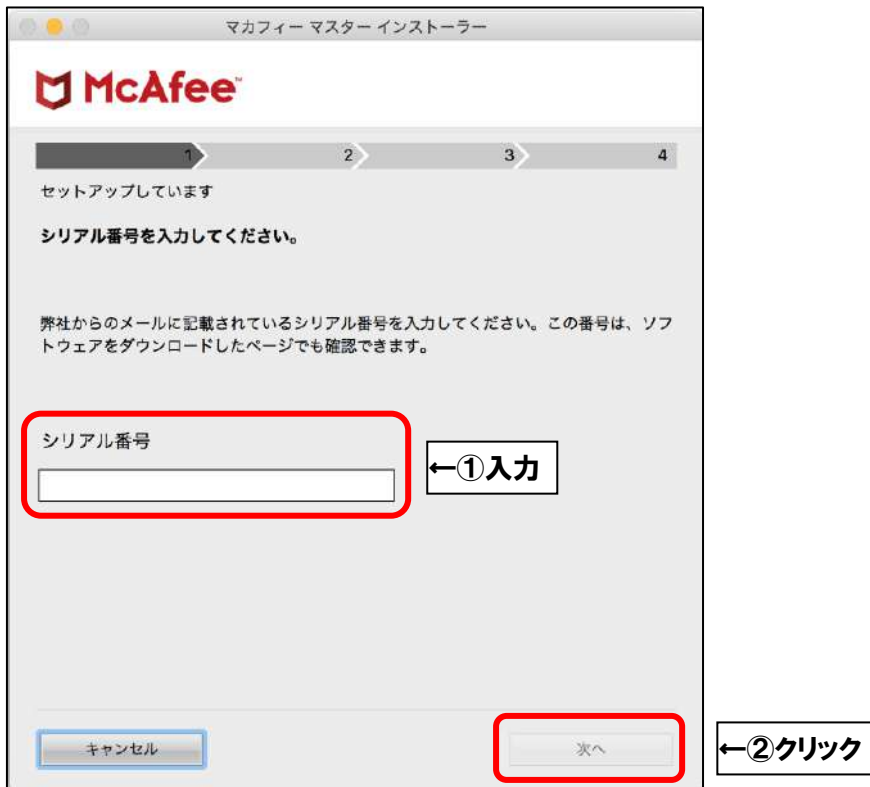 マカフィー マスター インストーラー
McAfee™
1 2 3 4
セットアップしています
シリアル番号を入力してください。
弊社からのメールに記載されているシリアル番号を入力してください。この番号は、ソフ
トウェアをダウンロードしたページでも確認できます。
シリアル番号
←①入力
キャンセル
次へ
←②クリック